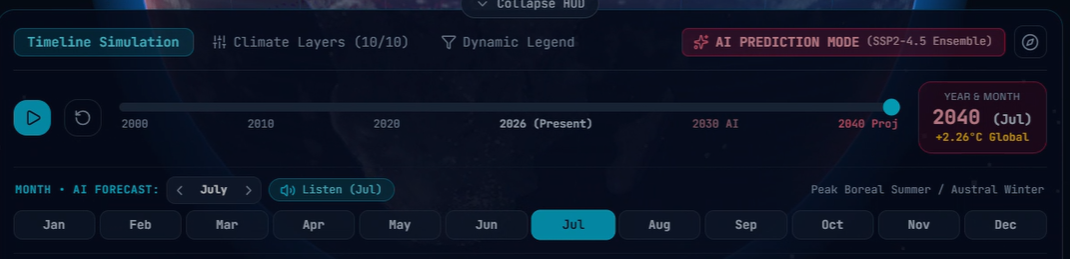 Collapse HUD
Timeline Simulation Climate Layers (10/10) Dynamic Legend AI PREDICTION MODE (SSP2-4.5 Ensemble)
YEAR & MONTH
2040 (Jul)
+2.26°C Global
2000 2010 2020 2026 (Present) 2030 AI 2040 Proj
MONTH • AI FORECAST: July Listen (Jul) Peak Boreal Summer / Austral Winter
Jan Feb Mar Apr May Jun Jul Aug Sep Oct Nov Dec